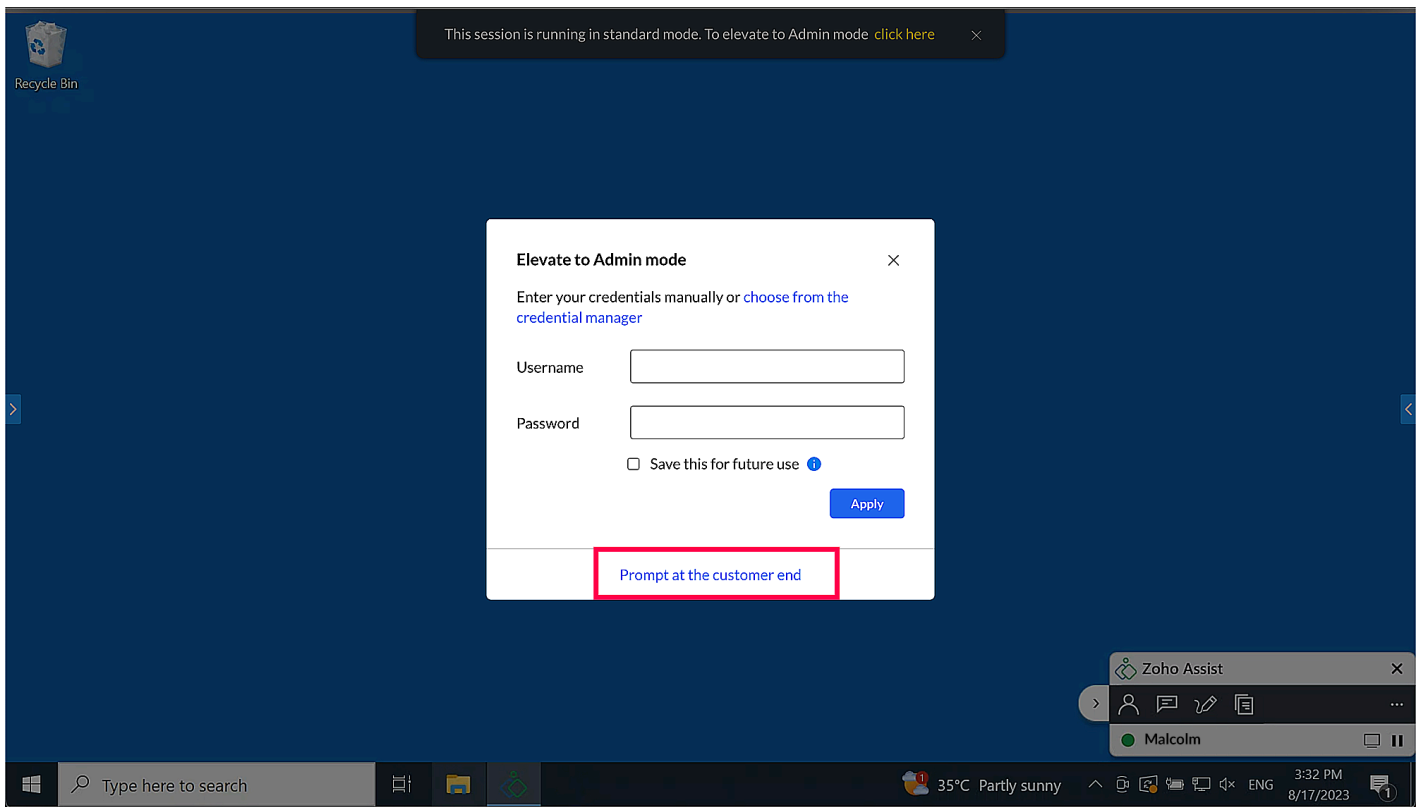 This session is running in standard mode. To elevate to Admin mode click here
Recycle Bin
Elevate to Admin mode
Enter your credentials manually or choose from the
credential manager
Username
Password
Save this for future use
Apply
Prompt at the customer end
Zoho Assist
Malcolm
Type here to search
1
35°C Partly sunny
ENG
3:32 PM
8/17/2023
1